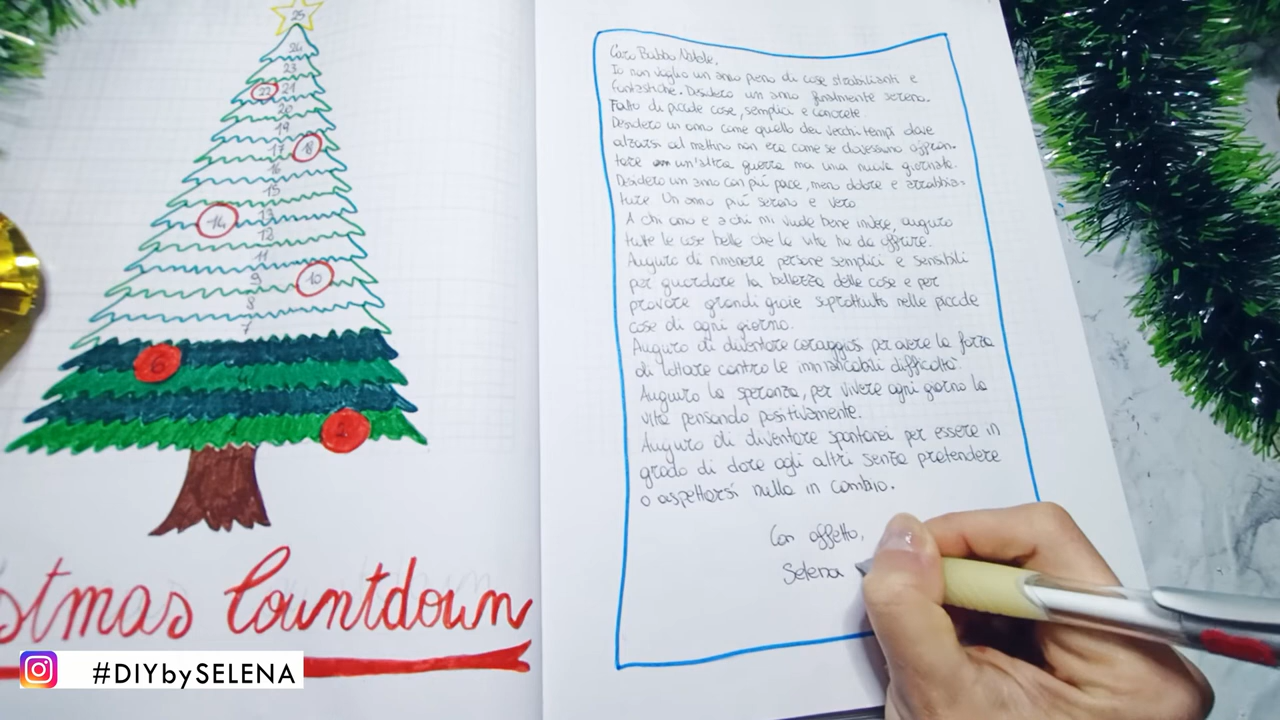 25
24
23
22 21
20
19
17 18
16
15
14 13
12
11
9 10
8
7
6
2
stmas Countdown
#DIYbySELENA
Caro Babbo Natale,
Io non voglio un anno pieno di cose strabilianti e
fantastiche. Desidero un anno finalmente sereno.
Fatto di piccole cose, semplici e concrete.
Desidero un anno come quello dei vecchi tempi dove
alzarsi al mattino non era come se dovessimo affron-
tare un'altra guerra ma una nuova giornata.
Desidero un anno con più pace, meno dolore e arrabbia-
ture. Un anno più sereno e vero.
A chi amo e a chi mi vuole bene invece, auguro
tutte le cose belle che la vita ha da offrire.
Auguro di rimanere persone semplici e sensibili
per guardare la bellezza delle cose e per
provare grandi gioie soprattutto nelle piccole
cose di ogni giorno.
Auguro di diventare coraggiosi per avere la forza
di lottare contro le immancabili difficoltà.
Auguro la speranza, per vivere ogni giorno la
vita pensando positivamente.
Auguro di diventare spontanei per essere in
grado di dare agli altri senza pretendere
o aspettarsi nulla in cambio.
Con affetto,
Selena